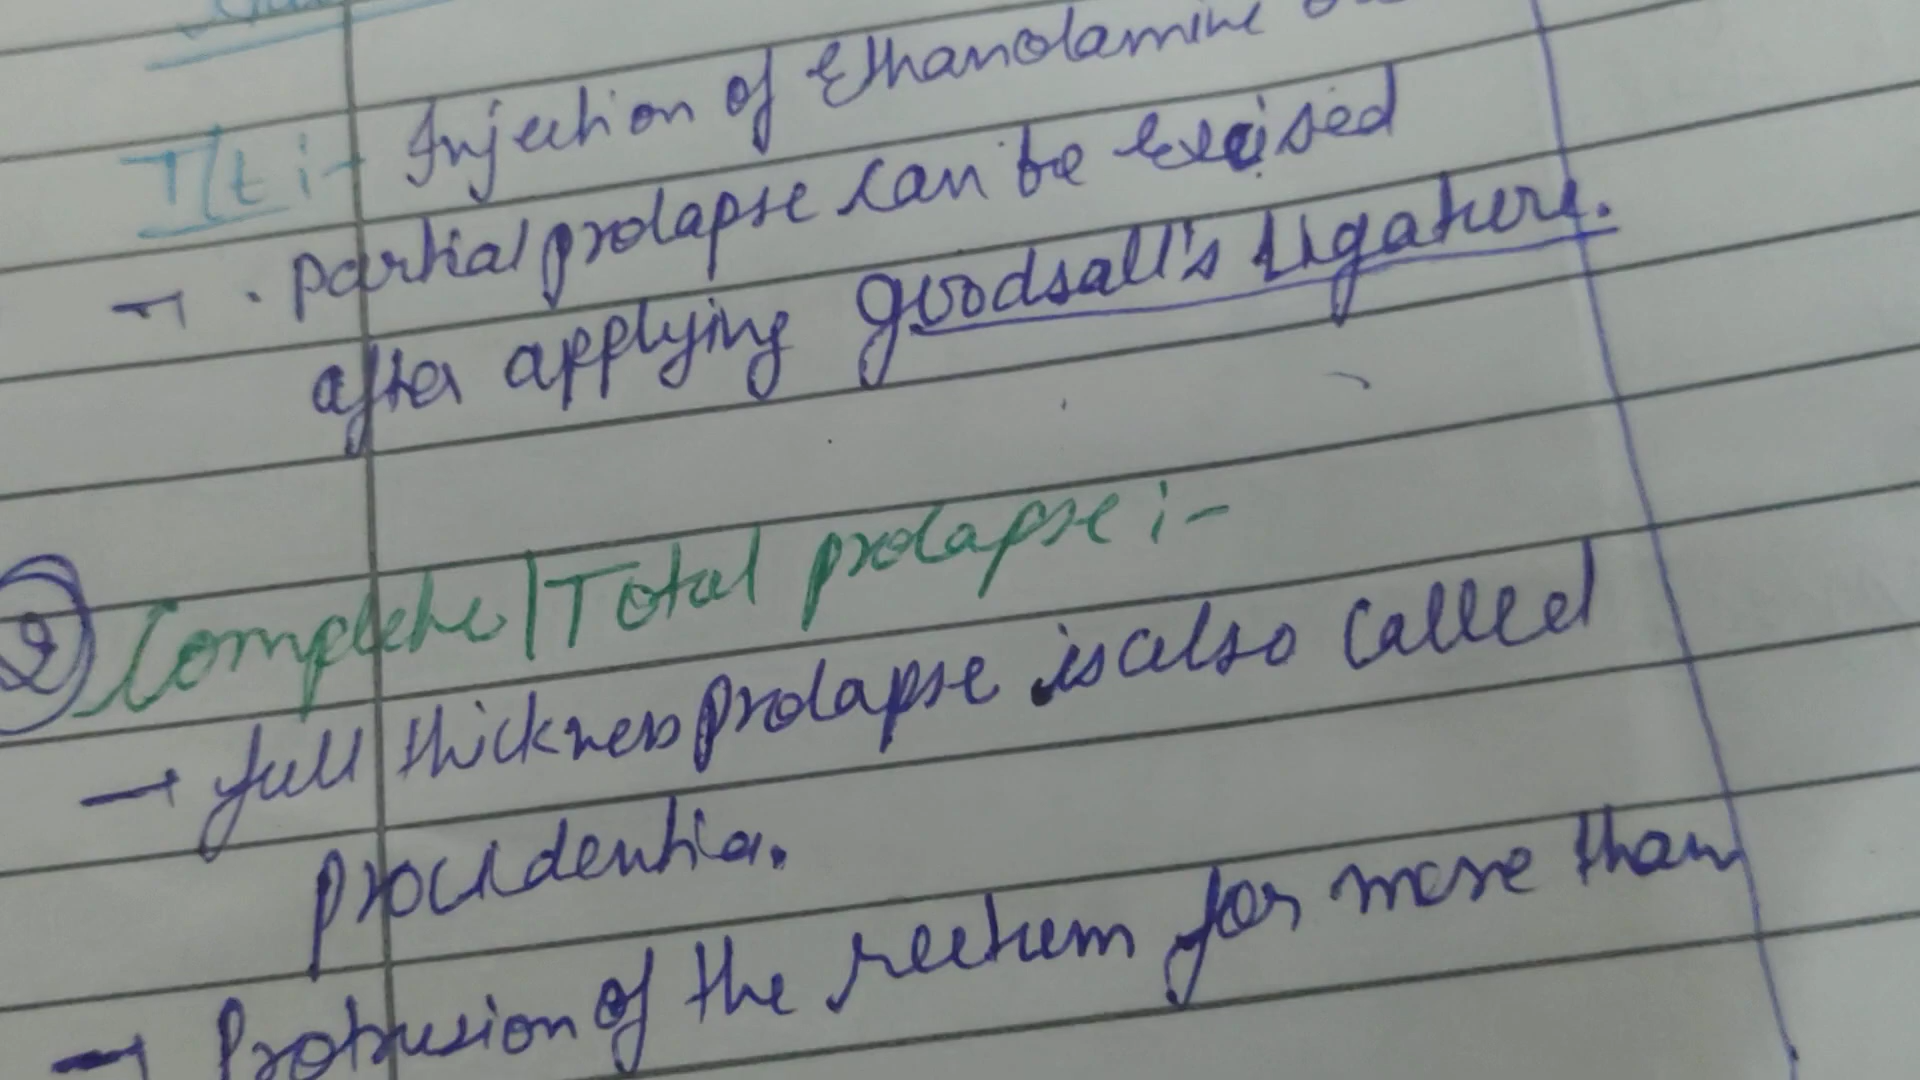 T/t :- Injection of Ethanolamine
→ . partial prolapse can be excised
after applying goodsall's ligature.
2 Complete/Total prolapse :-
→ full thickness prolapse is also called
procidentia.
→ Protrusion of the rectum for more than